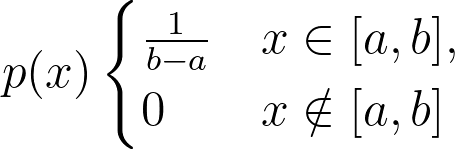 p(x) { 1/(b−a) x ∈ [a, b],
0 x ∉ [a, b]